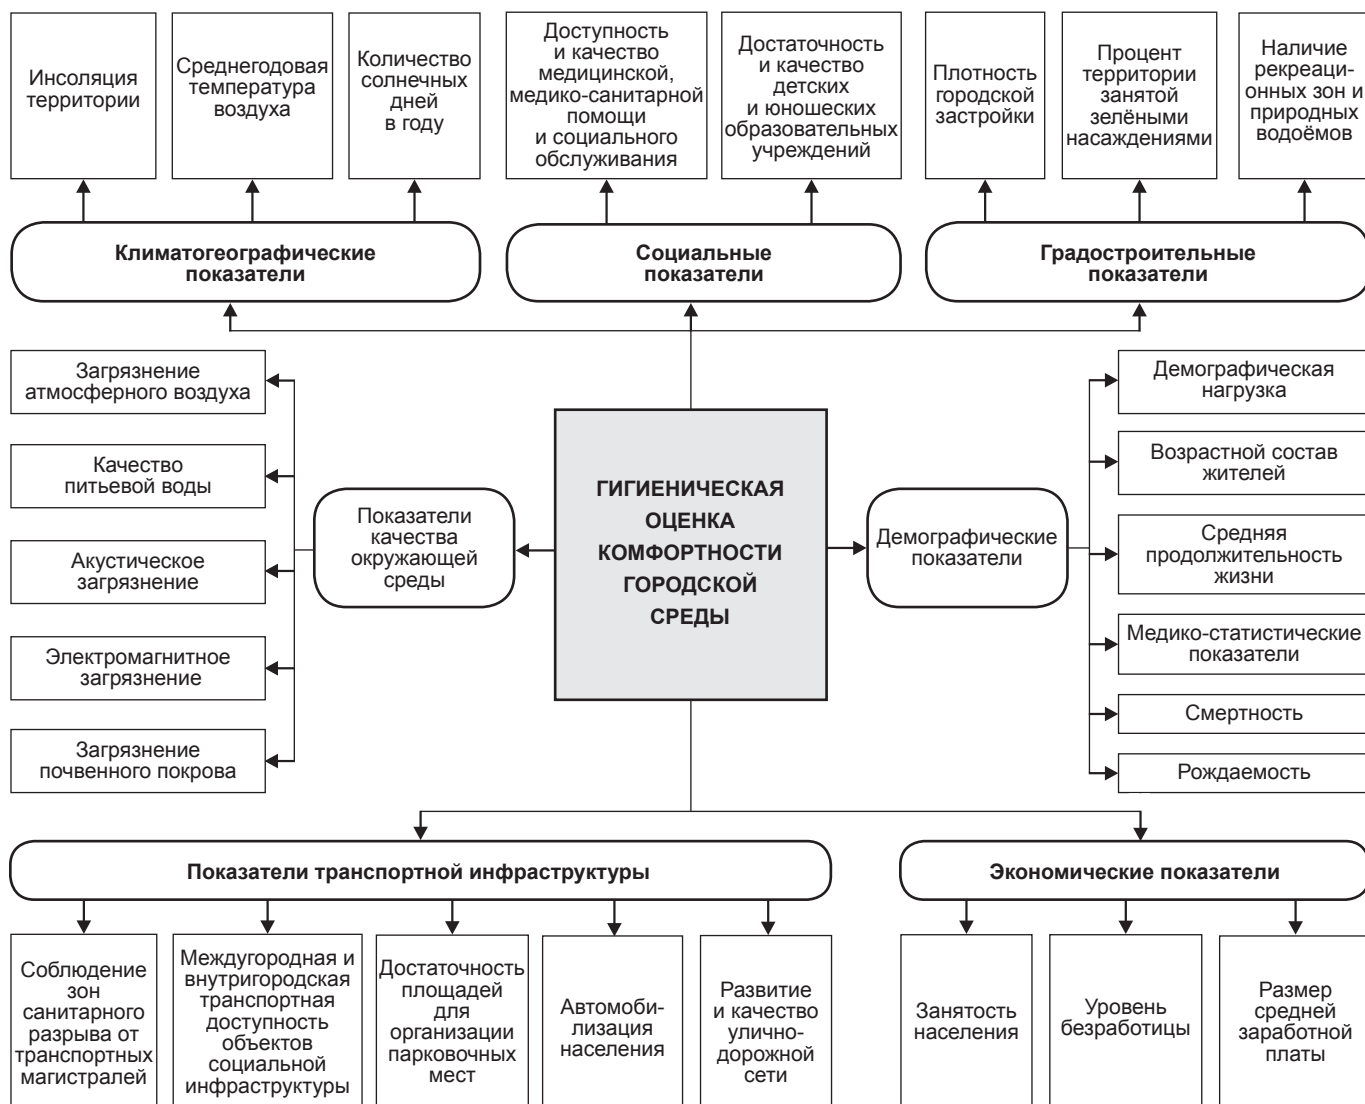 Инсоляция
территории
Среднегодовая
температура
воздуха
Количество
солнечных
дней
в году
Доступность
и качество
медицинской,
медико-санитарной
помощи
и социального
обслуживания
Достаточность
и качество
детских
и юношеских
образовательных
учреждений
Плотность
городской
застройки
Процент
территории
занятой
зелёными
насаждениями
Наличие
рекреаци-
онных зон и
природных
водоёмов
Климатогеографические
показатели
Социальные
показатели
Градостроительные
показатели
Загрязнение
атмосферного воздуха
Качество
питьевой воды
Акустическое
загрязнение
Электромагнитное
загрязнение
Загрязнение
почвенного покрова
Показатели
качества
окружающей
среды
ГИГИЕНИЧЕСКАЯ
ОЦЕНКА
КОМФОРТНОСТИ
ГОРОДСКОЙ
СРЕДЫ
Демографические
показатели
Демографическая
нагрузка
Возрастной состав
жителей
Средняя
продолжительность
жизни
Медико-статистические
показатели
Смертность
Рождаемость
Показатели транспортной инфраструктуры
Экономические показатели
Соблюдение
зон
санитарного
разрыва от
транспортных
магистралей
Междугородная и
внутригородская
транспортная
доступность
объектов
социальной
инфраструктуры
Достаточность
площадей
для
организации
парковочных
мест
Автомоби-
лизация
населения
Развитие
и качество
улично-
дорожной
сети
Занятость
населения
Уровень
безработицы
Размер
средней
заработной
платы